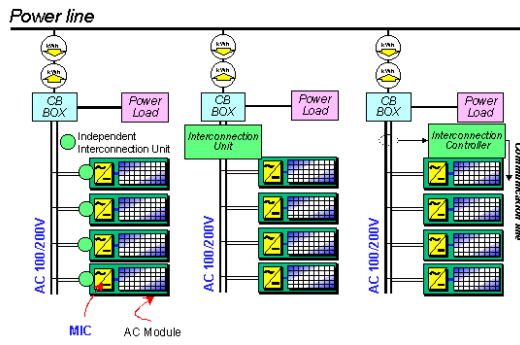 Power line
kWh
kWh
kWh
kWh
kWh
kWh
CB
BOX
Power
Load
Independent
Interconnection Unit
AC 100/200V
MIC
AC Module
CB
BOX
Power
Load
Interconnection
Unit
AC 100/200V
CB
BOX
Power
Load
Interconnection
Controller
Communication line
AC 100/200V